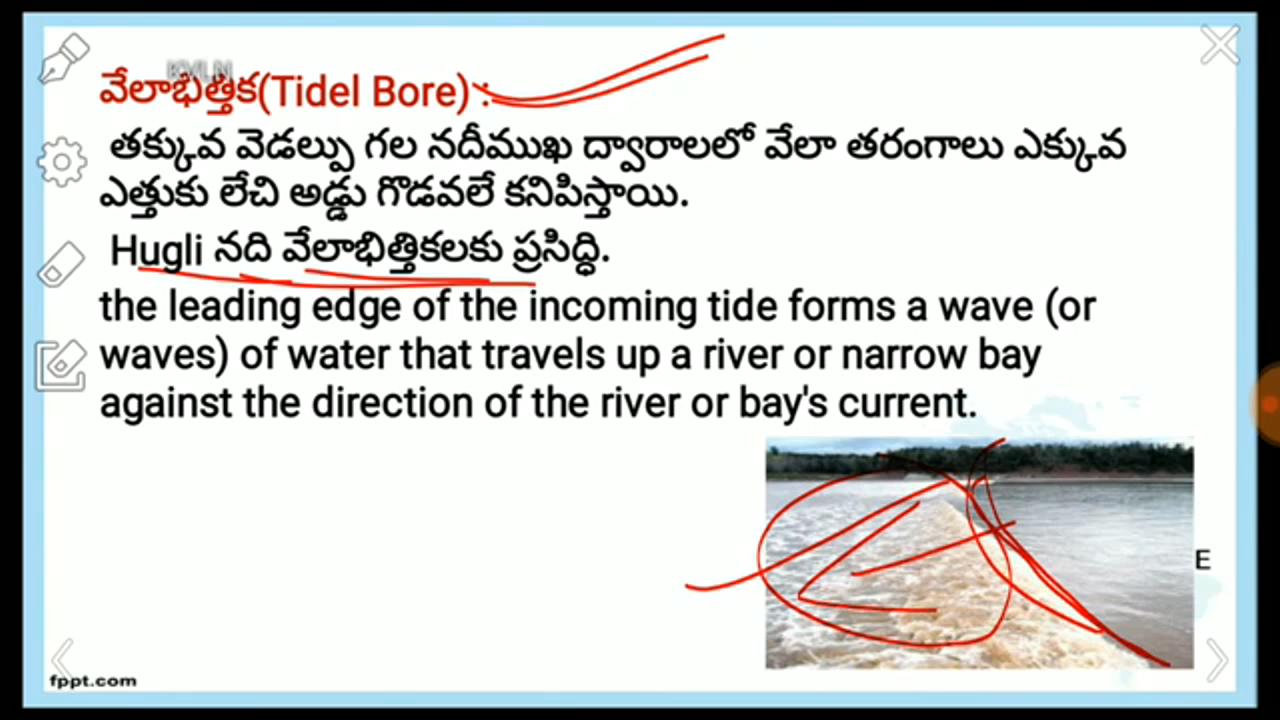 KVLN
వేలాభిత్తిక(Tidel Bore) :
తక్కువ వెడల్పు గల నదీముఖ ద్వారాలలో వేలా తరంగాలు ఎక్కువ
ఎత్తుకు లేచి అడ్డు గొడవలే కనిపిస్తాయి.
Hugli నది వేలాభిత్తికలకు ప్రసిద్ధి.
the leading edge of the incoming tide forms a wave (or
waves) of water that travels up a river or narrow bay
against the direction of the river or bay's current.
E
fppt.com